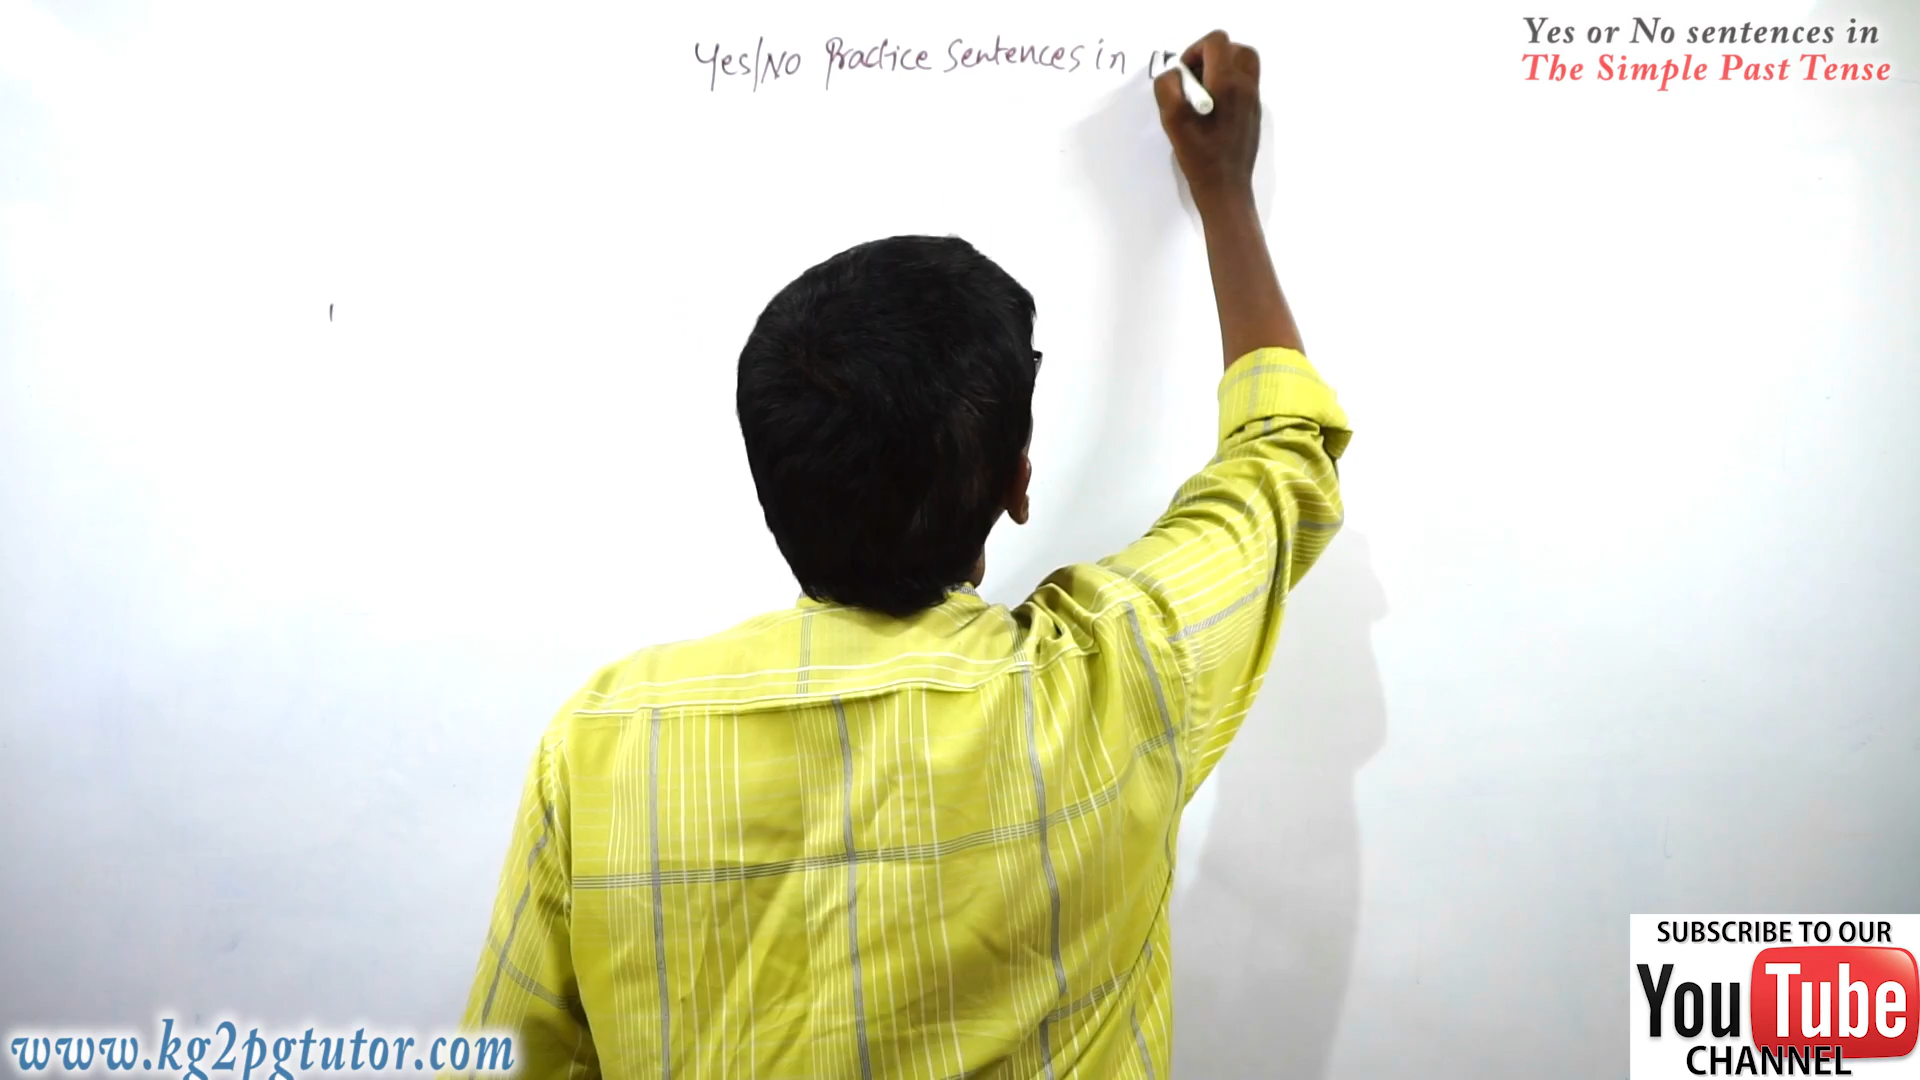 Yes/No Practice Sentences in
Yes or No sentences in
The Simple Past Tense
www.kg2pgtutor.com
SUBSCRIBE TO OUR
YouTube
CHANNEL